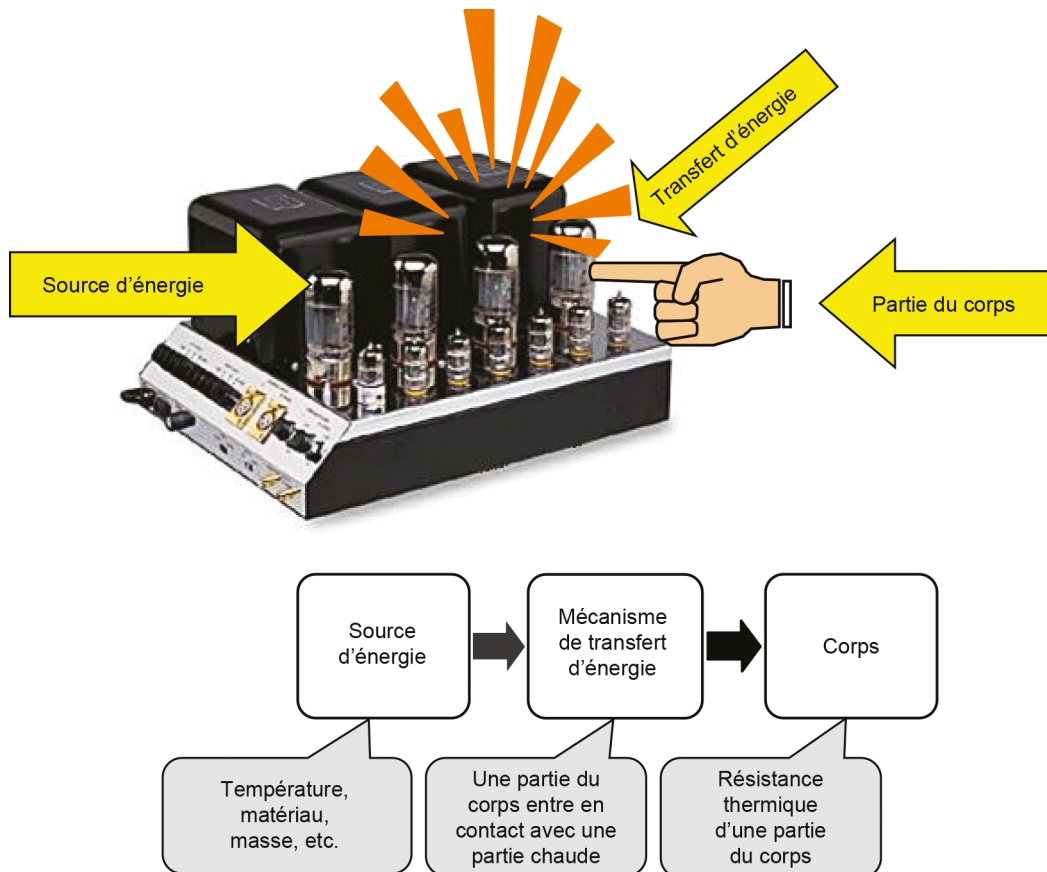 Transfert d’énergie
Source d’énergie
Partie du corps
Source
d’énergie
Mécanisme
de transfert
d’énergie
Corps
Température,
matériau,
masse, etc.
Une partie du
corps entre en
contact avec une
partie chaude
Résistance
thermique
d’une partie
du corps